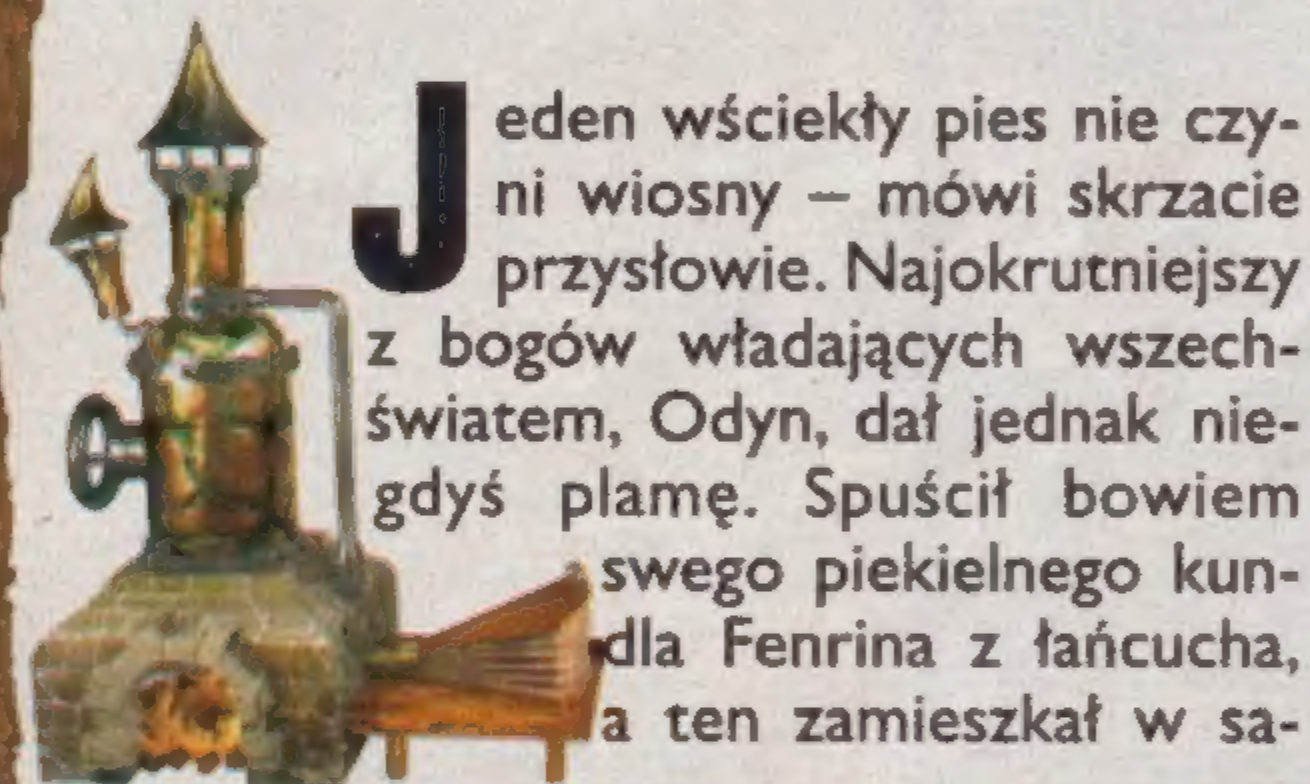 Jeden wściekły pies nie czy-
ni wiosny – mówi skrzacie
przysłowie. Najokrutniejszy
z bogów władających wszech-
światem, Odyn, dał jednak nie-
gdyś plamę. Spuścił bowiem
swego piekielnego kun-
dla Fenrina z łańcucha,
a ten zamieszkał w sa-